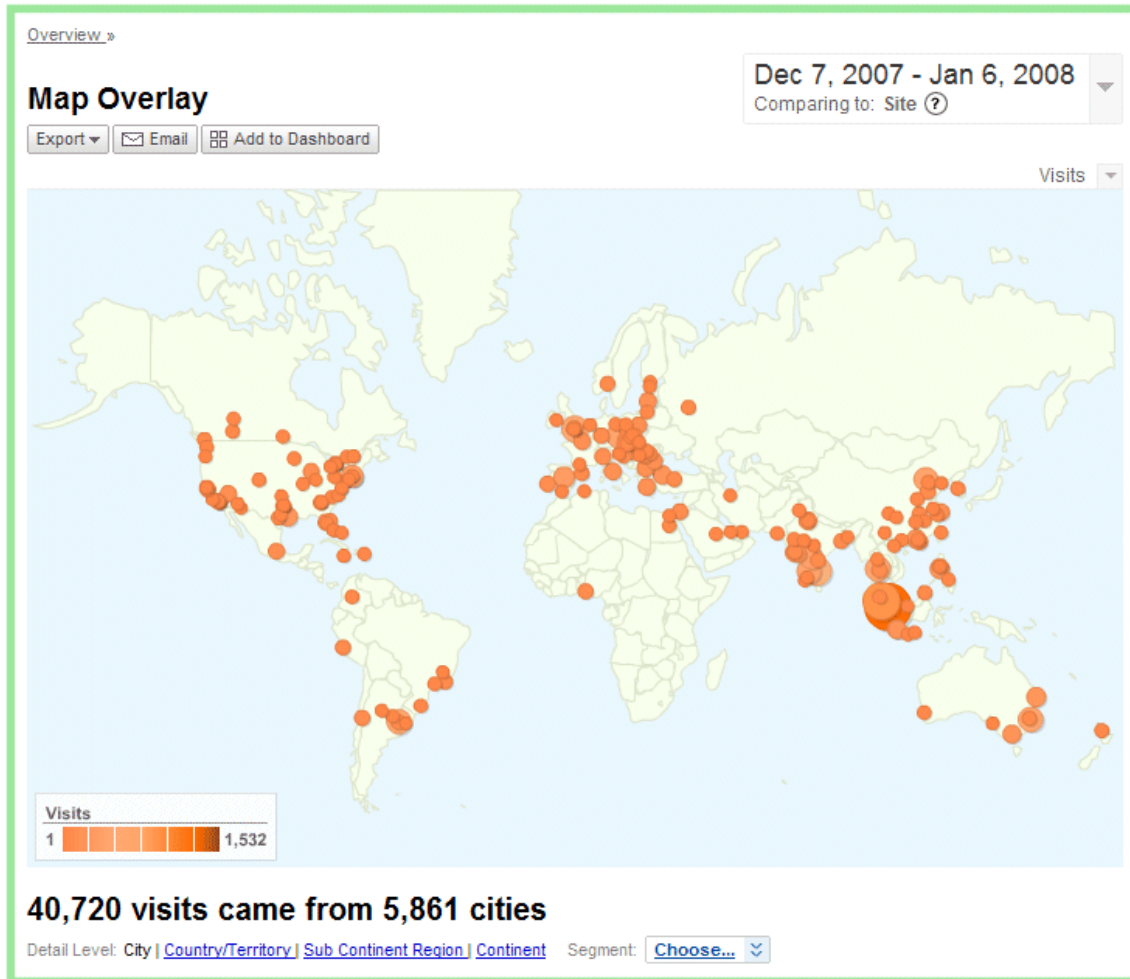 Overview »
Dec 7, 2007 - Jan 6, 2008
Comparing to: Site ?
Map Overlay
Export Email Add to Dashboard
Visits
Visits
1 1,532
40,720 visits came from 5,861 cities
Detail Level: City | Country/Territory | Sub Continent Region | Continent Segment: Choose...